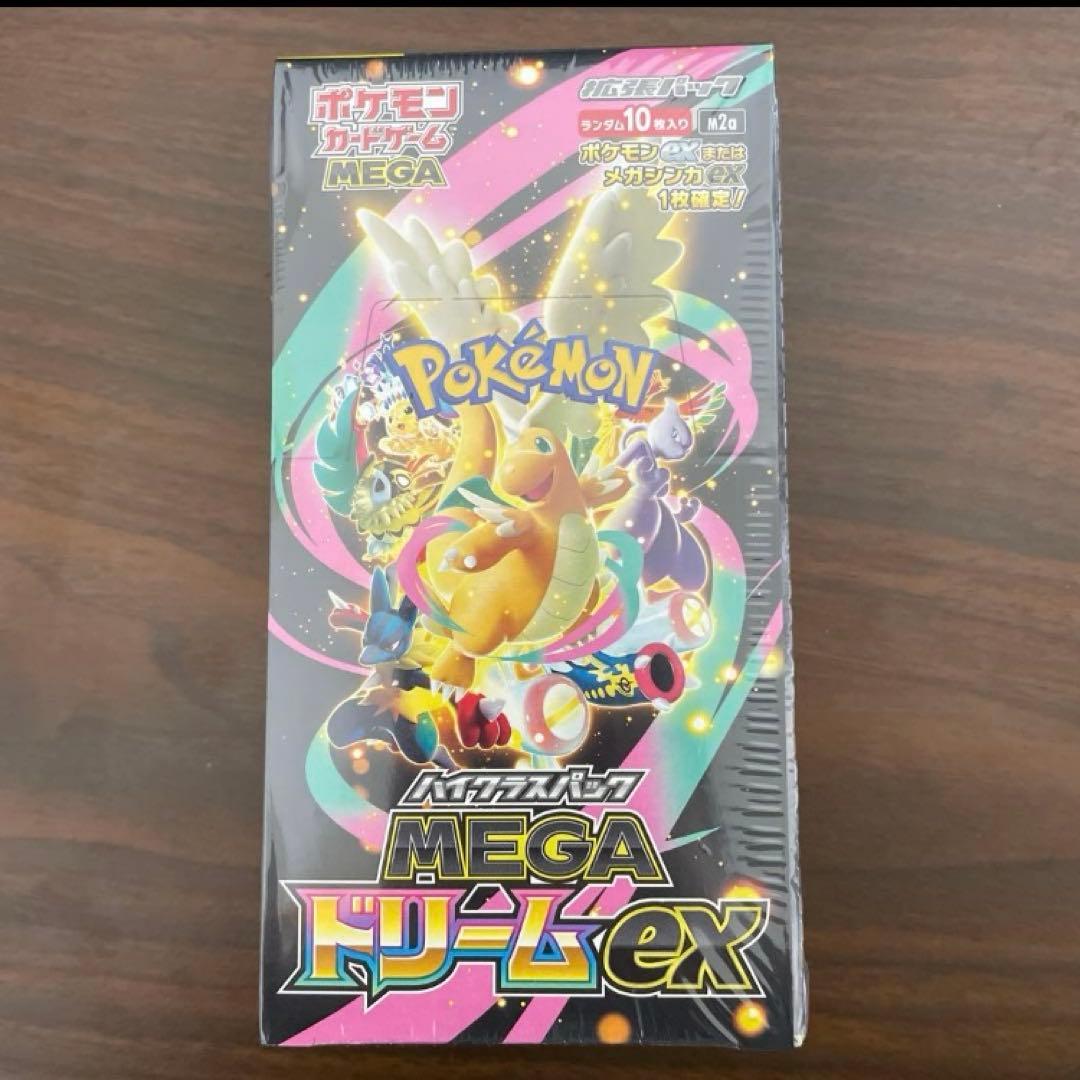 ポケモン
カードゲーム
MEGA
拡張パック
ランダム10枚入り M2a
ポケモンexまたは
メガシンカex
1枚確定!
POKéMON
ハイクラスパック
MEGA
ドリームex